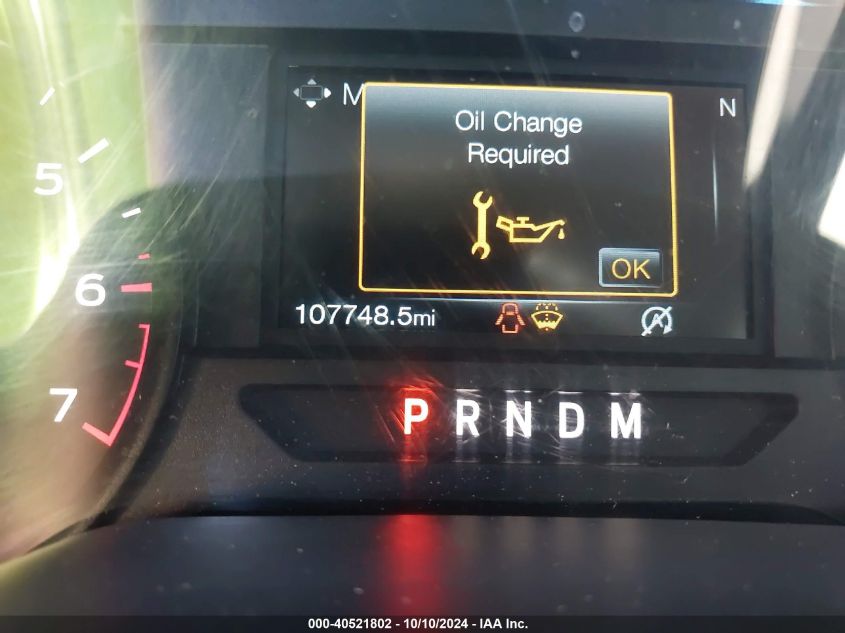 M
N
Oil Change
Required
OK
107748.5mi
5
6
7
P R N D M
000-40521802 - 10/10/2024 - IAA Inc.